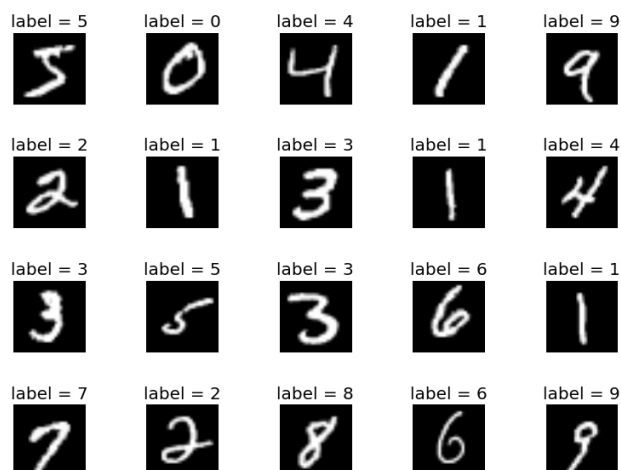 label = 5 label = 0 label = 4 label = 1 label = 9
5 0 4 1 9
label = 2 label = 1 label = 3 label = 1 label = 4
2 1 3 1 4
label = 3 label = 5 label = 3 label = 6 label = 1
3 5 3 6 1
label = 7 label = 2 label = 8 label = 6 label = 9
7 2 8 6 9